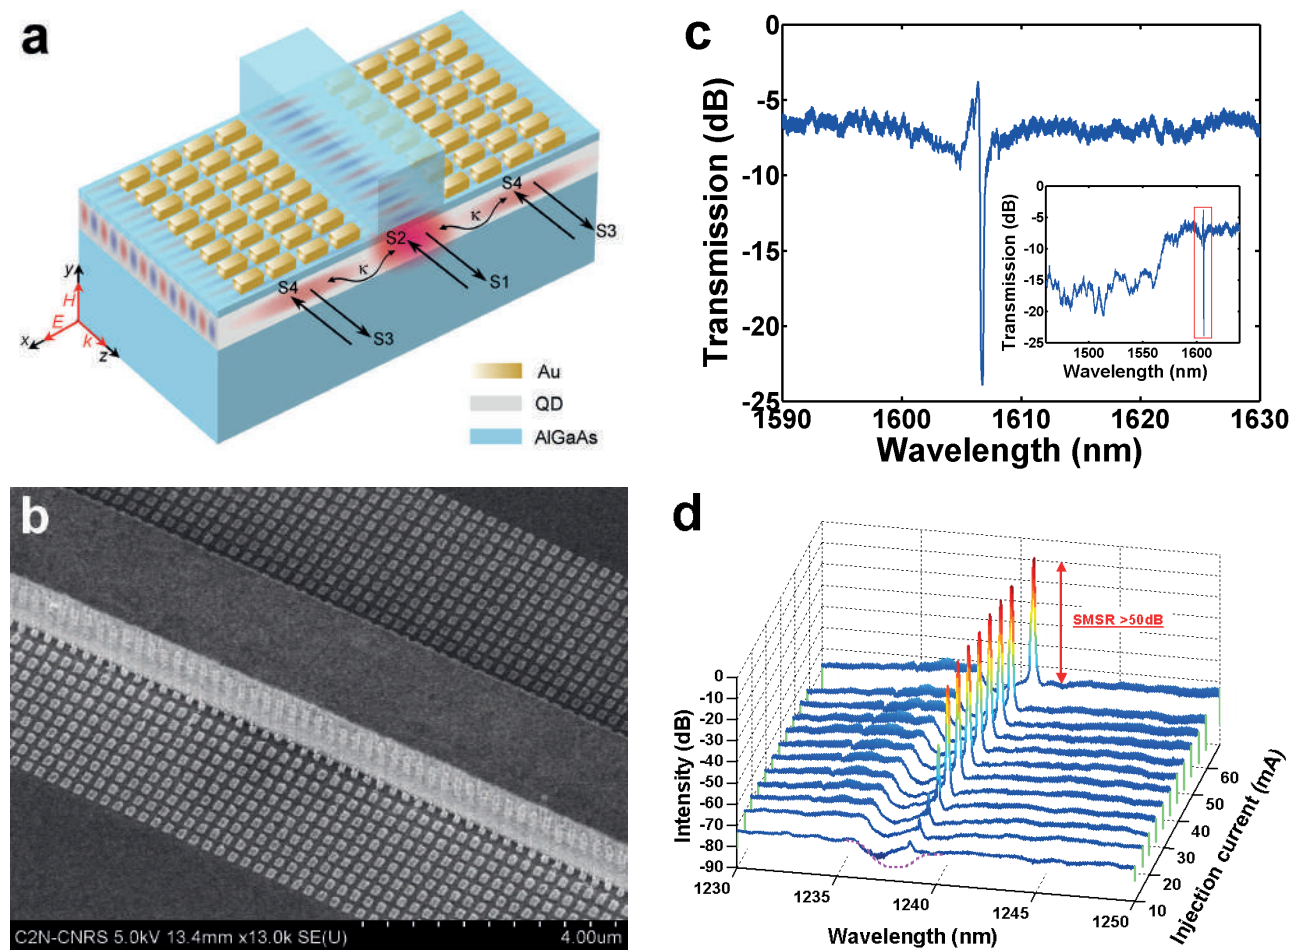 a
S4
S3
κ
S2
S1
κ
S4
S3
y
H
E
x
k
z
Au
QD
AlGaAs
b
C2N-CNRS 5.0kV 13.4mm x13.0k SE(U)
4.00um
c
0
-5
-10
-15
-20
-25
Transmission (dB)
1590
1600
1610
1620
1630
Wavelength (nm)
0
-5
-10
-15
-20
-25
Transmission (dB)
1500
1550
1600
Wavelength (nm)
d
SMSR >50dB
0
-10
-20
-30
-40
-50
-60
-70
-80
-90
Intensity (dB)
1230
1235
1240
1245
1250
Wavelength (nm)
10
20
30
40
50
60
Injection current (mA)